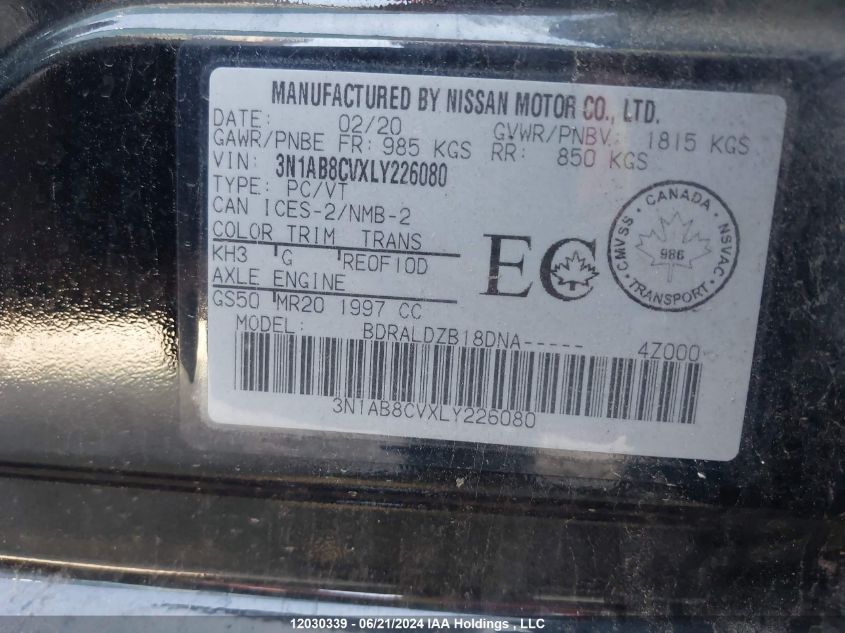 MANUFACTURED BY NISSAN MOTOR CO., LTD.
DATE: 02/20 GVWR/PNBV: 1815 KGS
GAWR/PNBE FR: 985 KGS RR: 850 KGS
VIN: 3N1AB8CVXLY226080
TYPE: PC/VT
CAN ICES-2/NMB-2
COLOR TRIM TRANS
KH3 G RE0F10D
AXLE ENGINE
GS50 MR20 1997 CC
EC
CMVSS · CANADA · NSVAC · TRANSPORT ·
986
MODEL: BDRALDZB18DNA----- 4Z000
3N1AB8CVXLY226080
12030339 - 06/21/2024 IAA Holdings , LLC